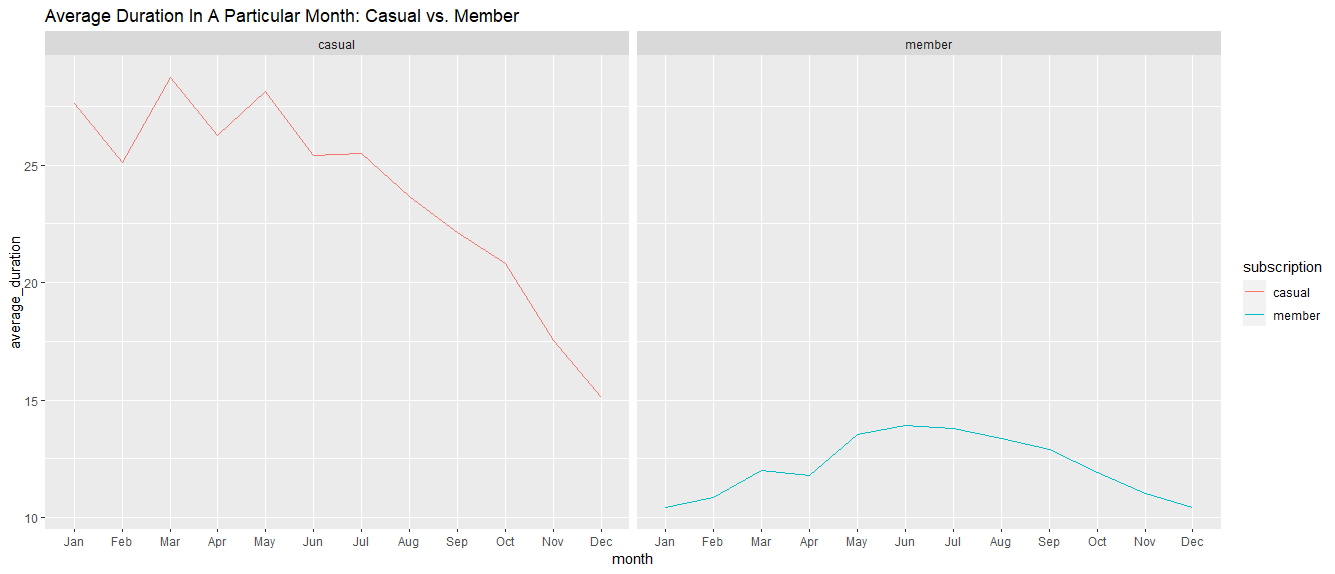 Average Duration In A Particular Month: Casual vs. Member
casual
member
average_duration
25
20
15
10
Jan Feb Mar Apr May Jun Jul Aug Sep Oct Nov Dec
Jan Feb Mar Apr May Jun Jul Aug Sep Oct Nov Dec
month
subscription
casual
member